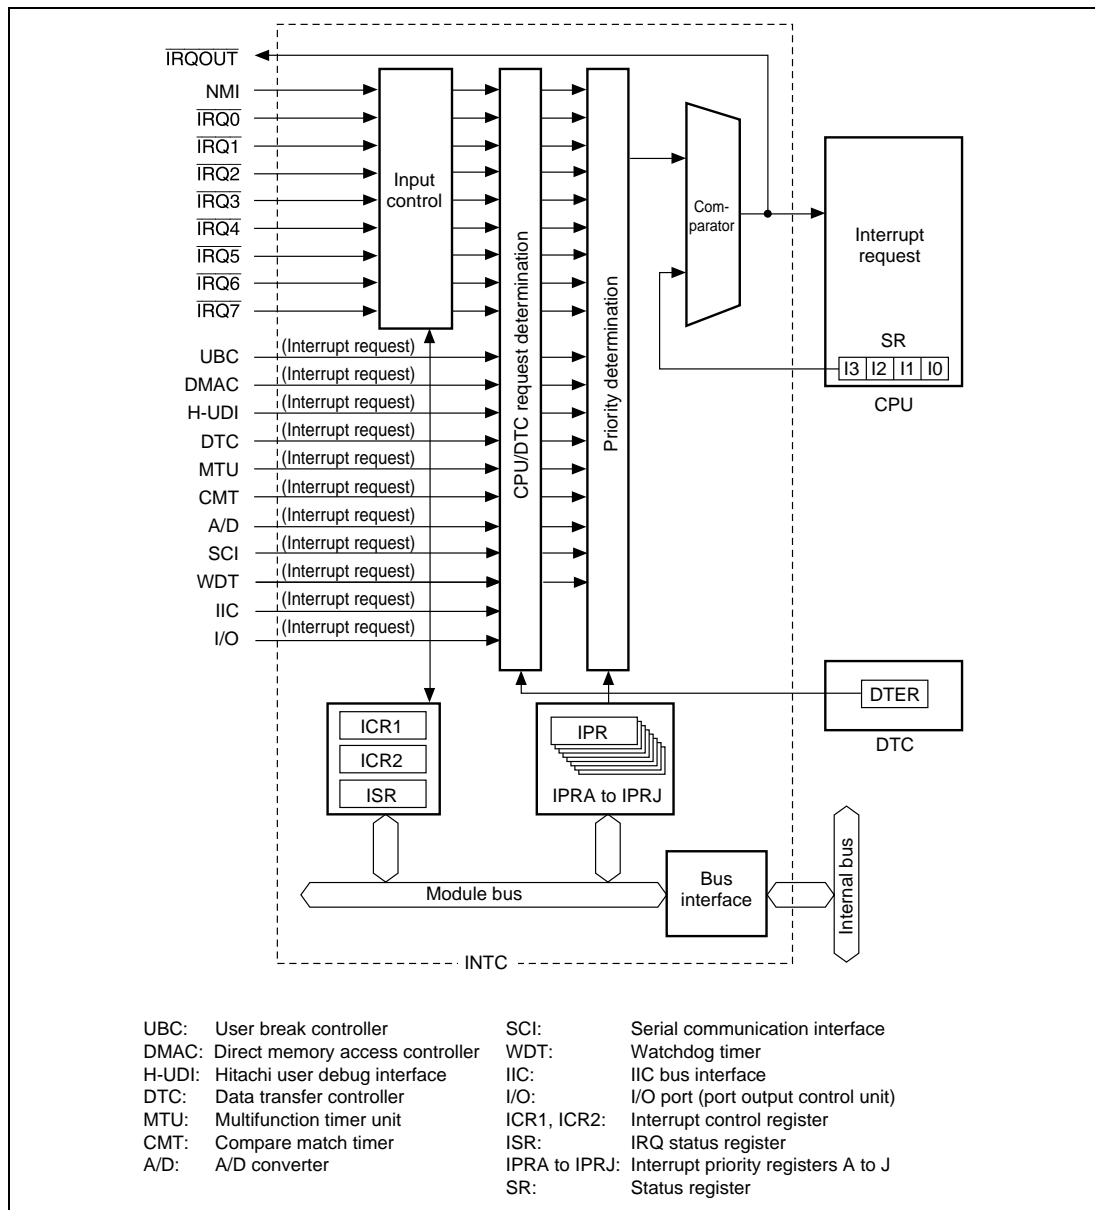 IRQOUT
NMI
IRQ0
IRQ1
IRQ2
IRQ3
IRQ4
IRQ5
IRQ6
IRQ7
UBC (Interrupt request)
DMAC (Interrupt request)
H-UDI (Interrupt request)
DTC (Interrupt request)
MTU (Interrupt request)
CMT (Interrupt request)
A/D (Interrupt request)
SCI (Interrupt request)
WDT (Interrupt request)
IIC (Interrupt request)
I/O (Interrupt request)
Input
control
CPU/DTC request determination
Priority determination
Com-
parator
Interrupt
request
SR
I3 I2 I1 I0
CPU
DTER
DTC
ICR1
ICR2
ISR
IPR
IPRA to IPRJ
Module bus
Bus
interface
Internal bus
INTC
UBC: User break controller
DMAC: Direct memory access controller
H-UDI: Hitachi user debug interface
DTC: Data transfer controller
MTU: Multifunction timer unit
CMT: Compare match timer
A/D: A/D converter
SCI: Serial communication interface
WDT: Watchdog timer
IIC: IIC bus interface
I/O: I/O port (port output control unit)
ICR1, ICR2: Interrupt control register
ISR: IRQ status register
IPRA to IPRJ: Interrupt priority registers A to J
SR: Status register